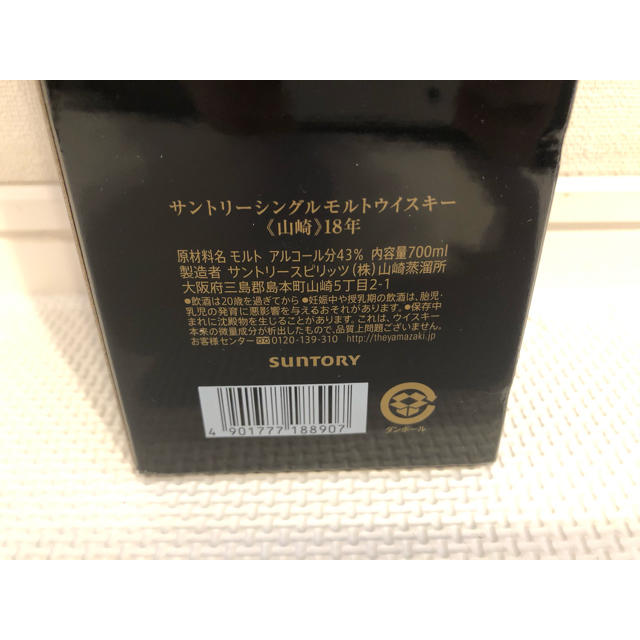 サントリーシングルモルトウイスキー
《山崎》18年
原材料名 モルト アルコール分43% 内容量700ml
製造者 サントリースピリッツ(株)山崎蒸溜所
大阪府三島郡島本町山崎5丁目2-1
●飲酒は20歳を過ぎてから ●妊娠中や授乳期の飲酒は、胎児・
乳児の発育に悪影響を与えるおそれがあります。 ●保存中
まれに沈殿物を生じることがあります。これは、ウイスキー
本来の微量成分が析出したもので、品質上問題ございません。
お客様センター 0120-139-310 http://theyamazaki.jp
SUNTORY
4 901777 188907
ダンボール